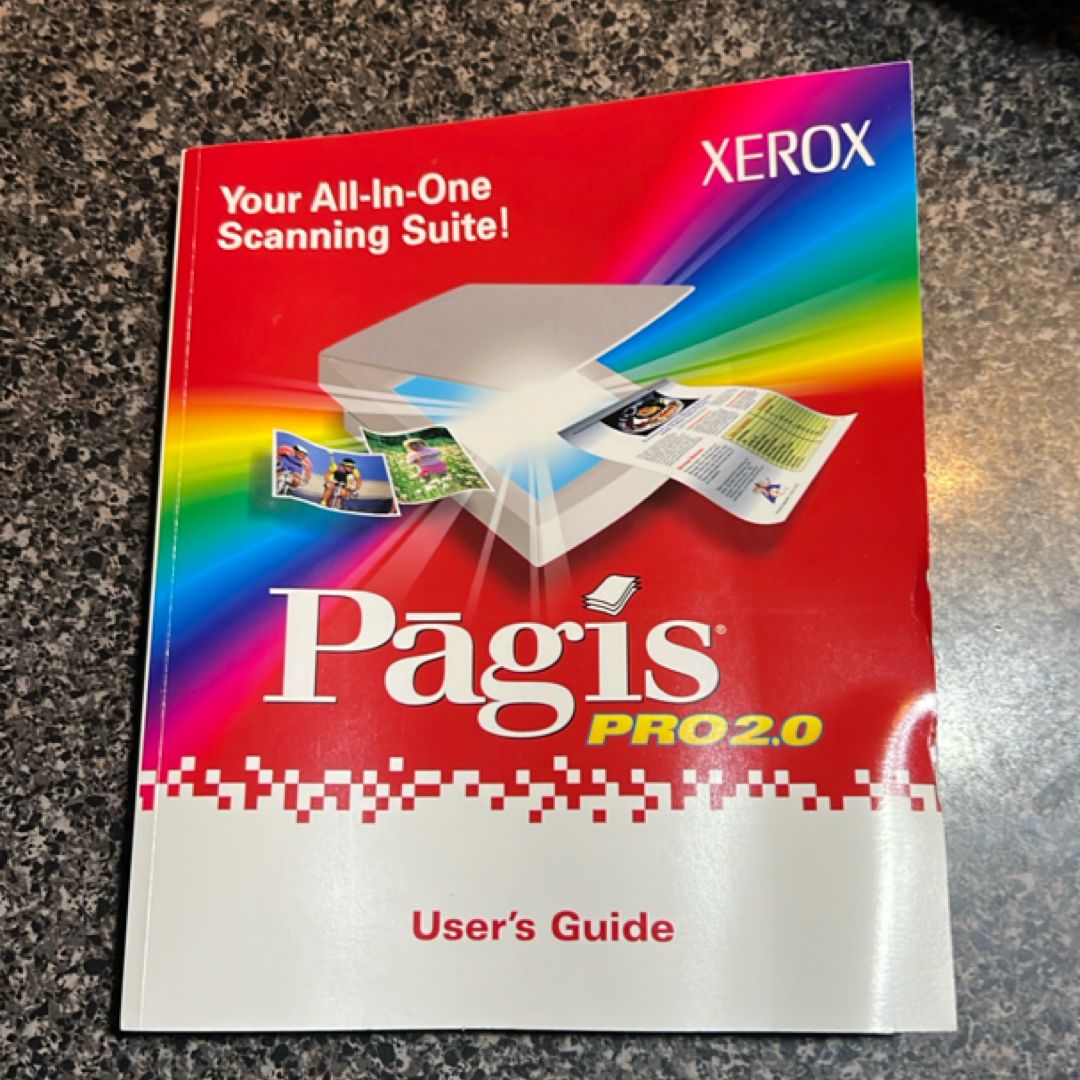 XEROX
Your All-In-One
Scanning Suite!
Pāgis®
PRO 2.0
User's Guide